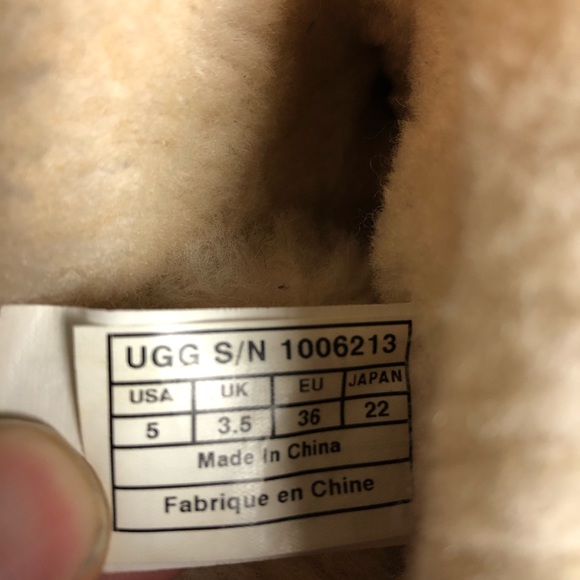 UGG S/N 1006213
USA UK EU JAPAN
5 3.5 36 22
Made in China
Fabrique en Chine